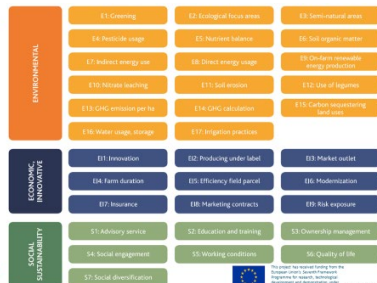 ENVIRONMENTAL
E1: Greening
E2: Ecological focus areas
E3: Semi-natural areas
E4: Pesticide usage
E5: Nutrient balance
E6: Soil organic matter
E7: Indirect energy use
E8: Direct energy usage
E9: On-farm renewable
energy production
E10: Nitrate leaching
E11: Soil erosion
E12: Use of legumes
E13: GHG emission per ha
E14: GHG calculation
E15: Carbon sequestering
land uses
E16: Water usage, storage
E17: Irrigation practices
ECONOMIC,
INNOVATIVE
EI1: Innovation
EI2: Producing under label
EI3: Market outlet
EI4: Farm duration
EI5: Efficiency field parcel
EI6: Modernization
EI7: Insurance
EI8: Marketing contracts
EI9: Risk exposure
SOCIAL
SUSTAINABILITY
S1: Advisory service
S2: Education and training
S3: Ownership management
S4: Social engagement
S5: Working conditions
S6: Quality of life
S7: Social diversification
This project has received funding from the
European Union's Seventh Framework
Programme for research, technological
development and demonstration under